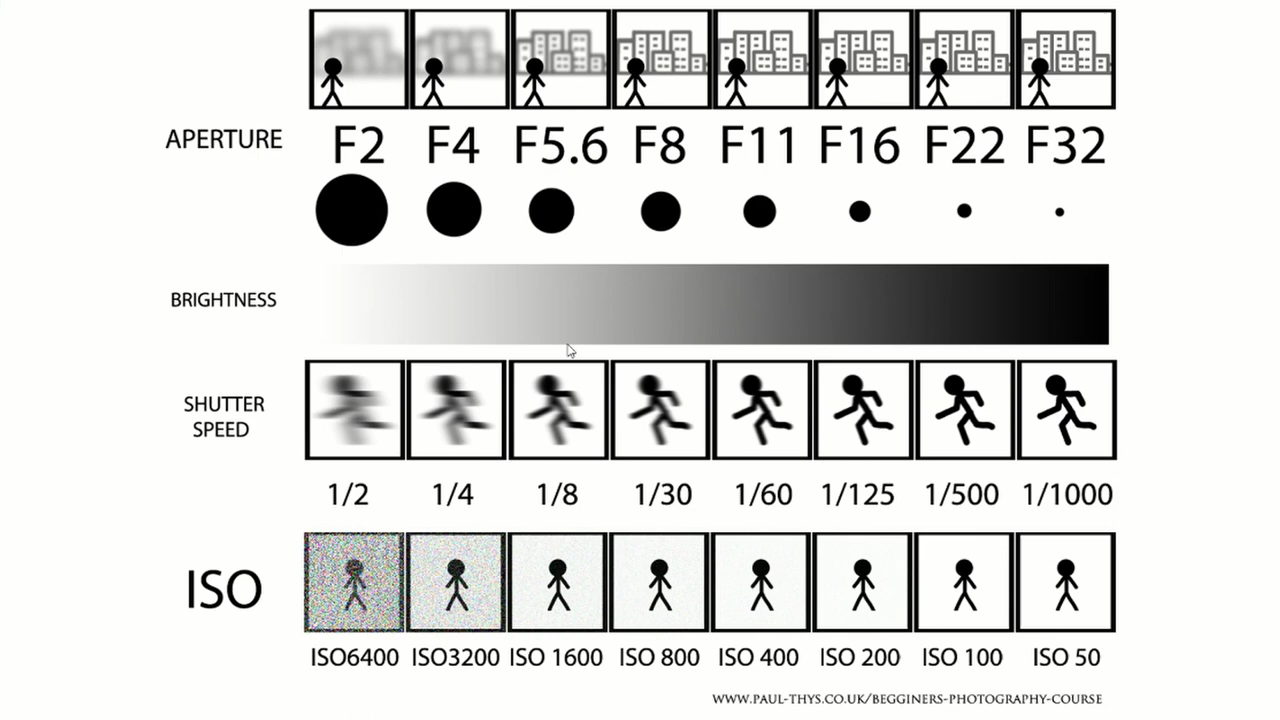 APERTURE
F2 F4 F5.6 F8 F11 F16 F22 F32
BRIGHTNESS
SHUTTER
SPEED
1/2 1/4 1/8 1/30 1/60 1/125 1/500 1/1000
ISO
ISO6400 ISO3200 ISO 1600 ISO 800 ISO 400 ISO 200 ISO 100 ISO 50
WWW.PAUL-THYS.CO.UK/BEGGINERS-PHOTOGRAPHY-COURSE